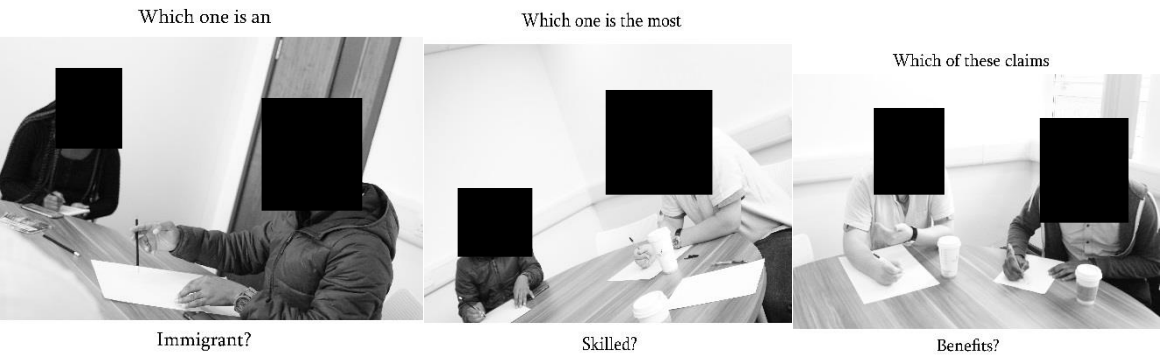 Which one is an
Immigrant?
Which one is the most
Skilled?
Which of these claims
Benefits?